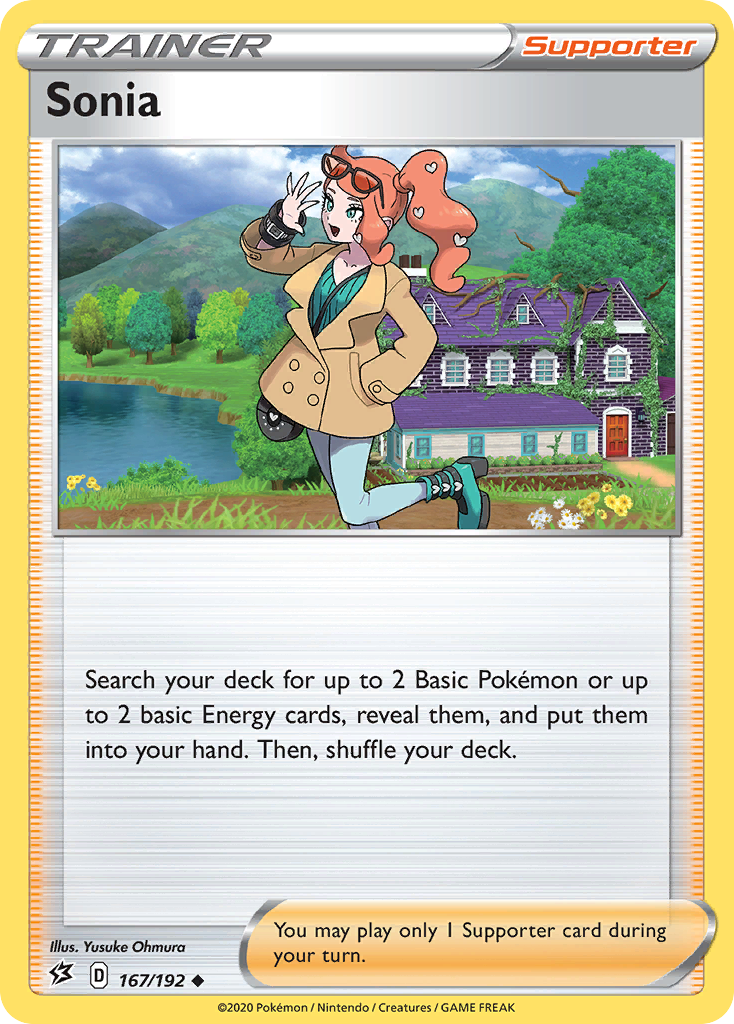 TRAINER
Supporter
Sonia
Search your deck for up to 2 Basic Pokémon or up
to 2 basic Energy cards, reveal them, and put them
into your hand. Then, shuffle your deck.
You may play only 1 Supporter card during
your turn.
Illus. Yusuke Ohmura
D 167/192
©2020 Pokémon / Nintendo / Creatures / GAME FREAK